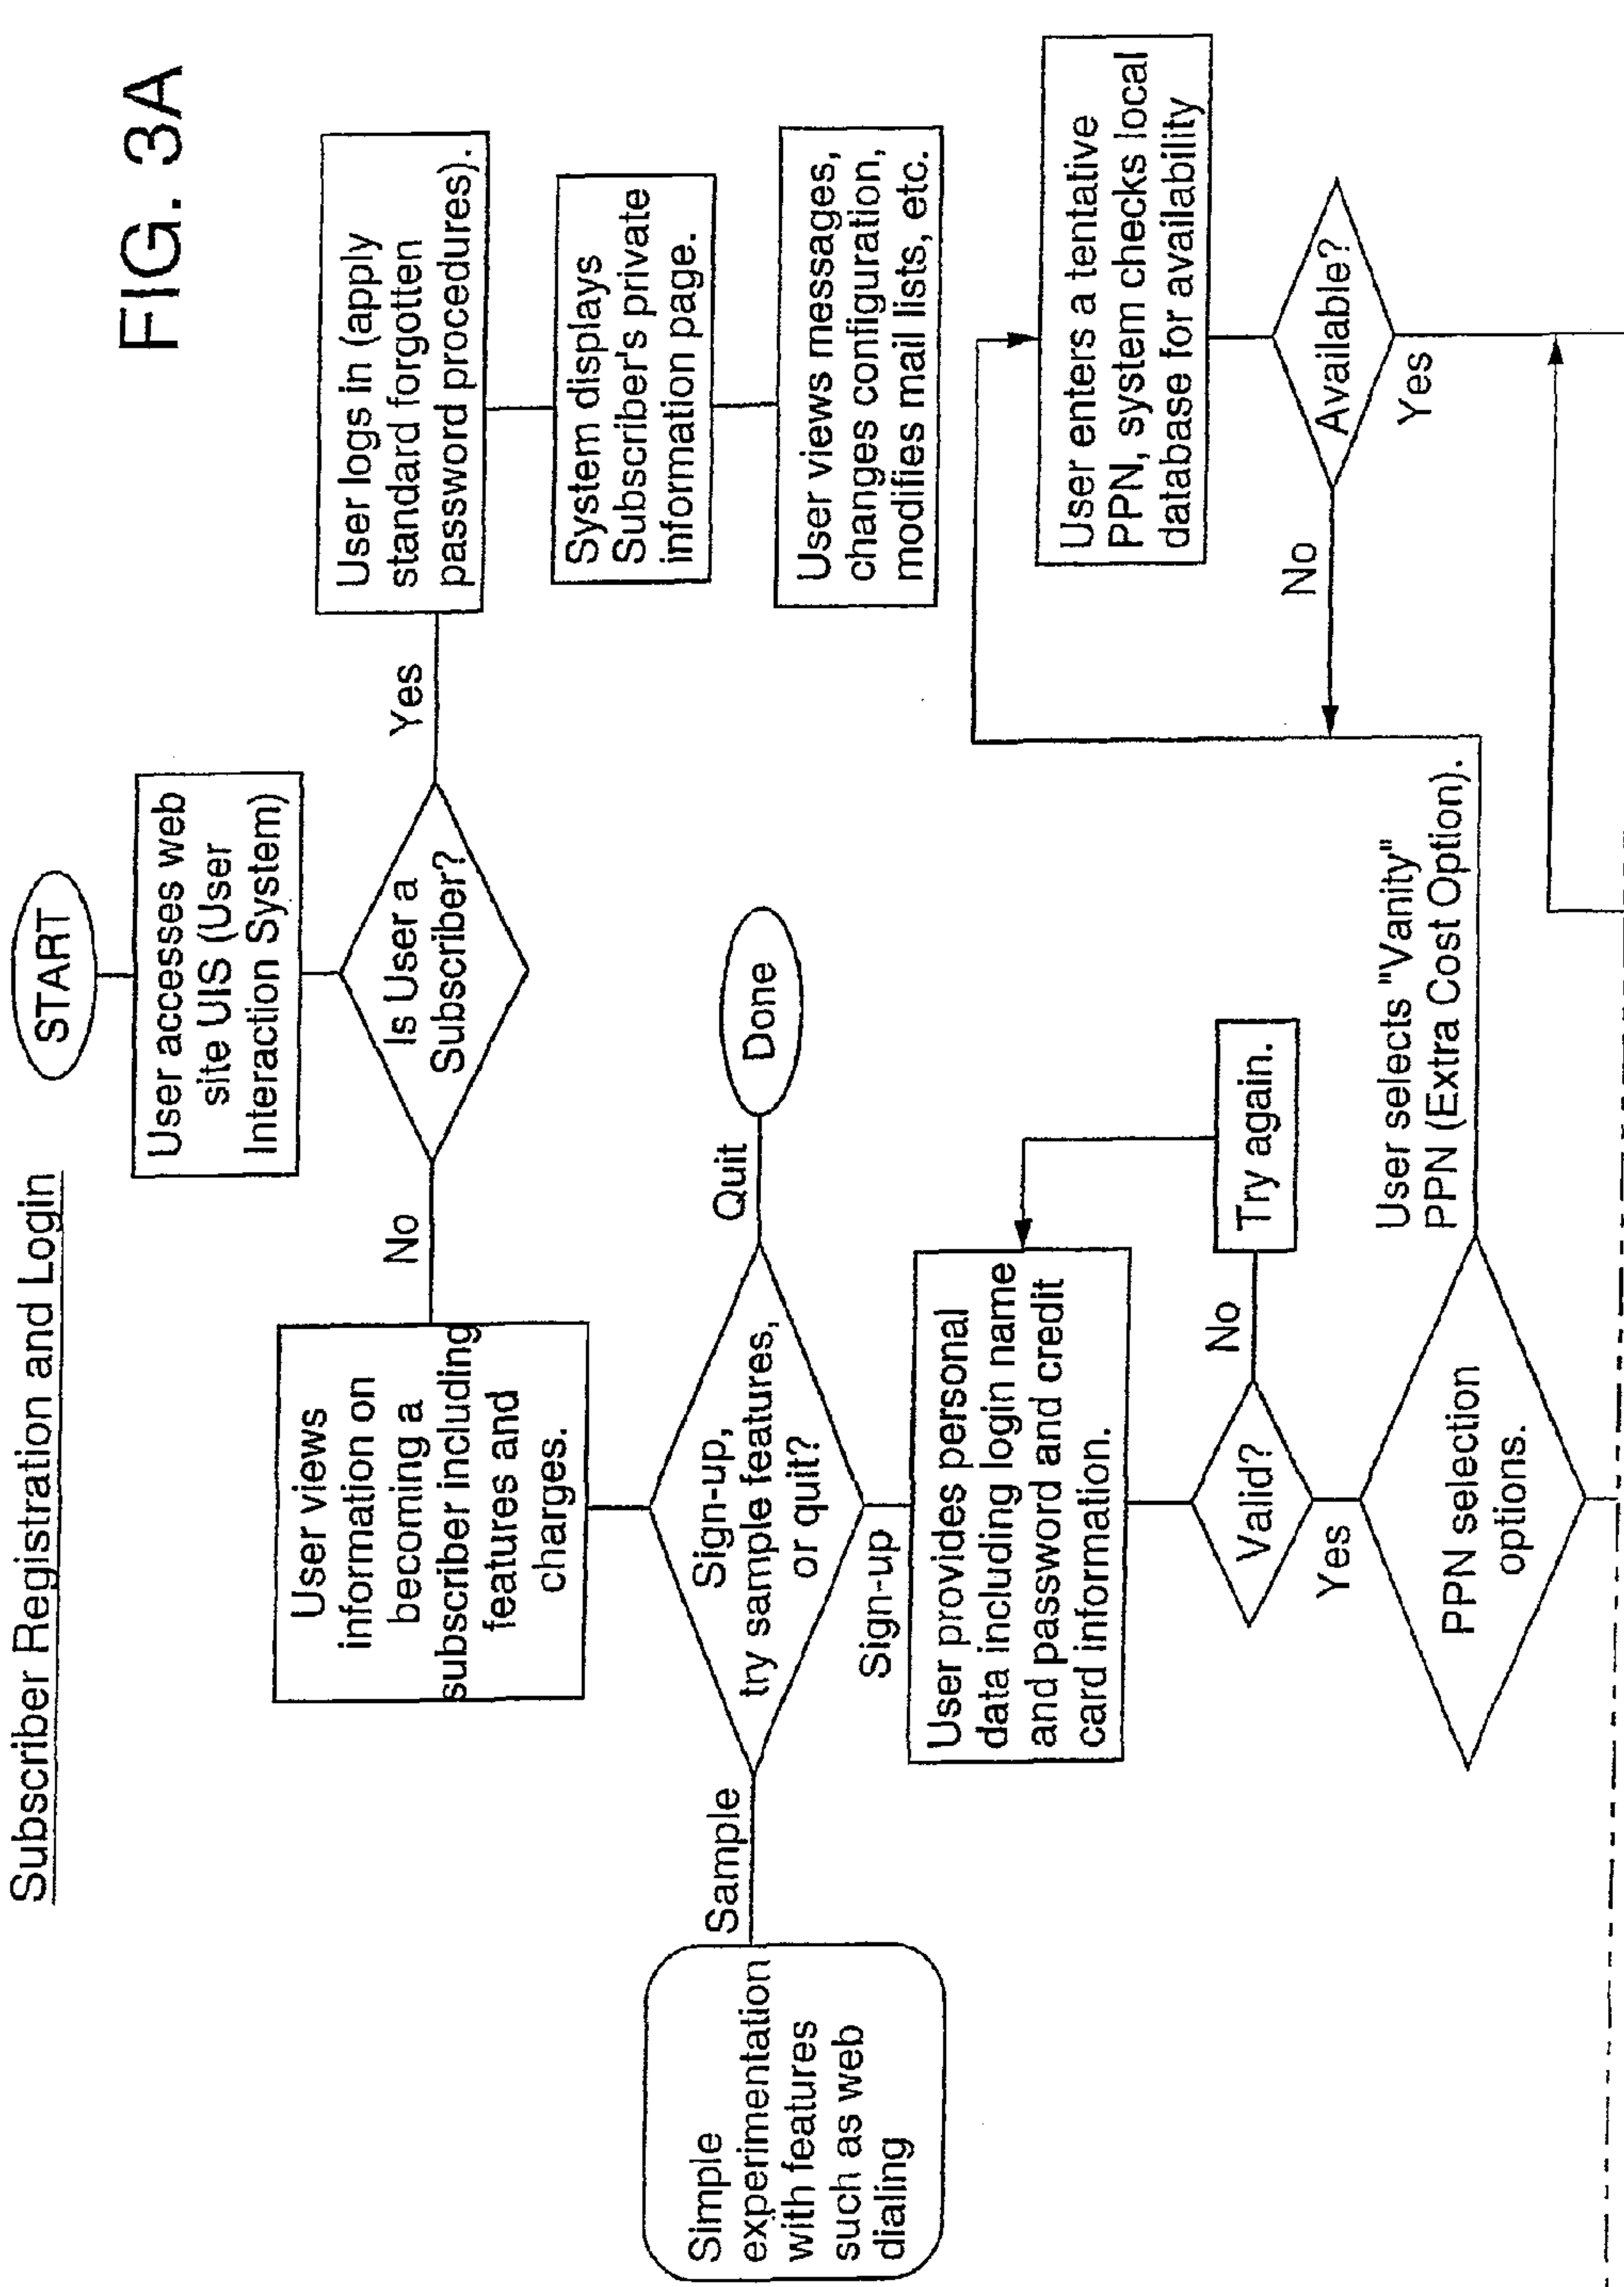 FIG. 3A
Subscriber Registration and Login
START
User accesses web
site UIS (User
Interaction System)
Is User a
Subscriber?
No
Yes
User views
information on
becoming a
subscriber including
features and
charges.
User logs in (apply
standard forgotten
password procedures).
System displays
Subscriber's private
information page.
User views messages,
changes configuration,
modifies mail lists, etc.
Sign-up,
try sample features,
or quit?
Sample
Quit
Done
Simple
experimentation
with features
such as web
dialing
Sign-up
User provides personal
data including login name
and password and credit
card information.
Valid?
No
Try again.
Yes
PPN selection
options.
User selects "Vanity"
PPN (Extra Cost Option).
User enters a tentative
PPN, system checks local
database for availability
Available?
No
Yes